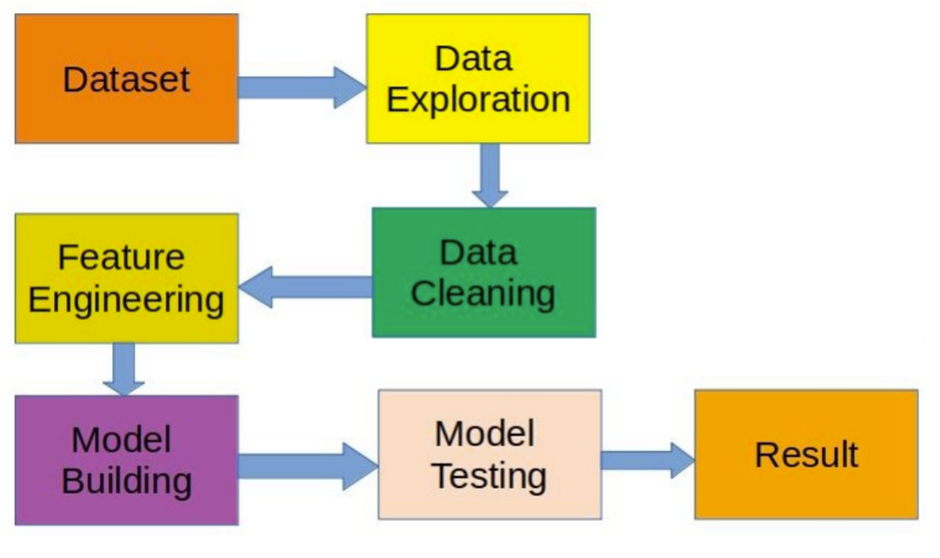 Dataset
Data
Exploration
Data
Cleaning
Feature
Engineering
Model
Building
Model
Testing
Result